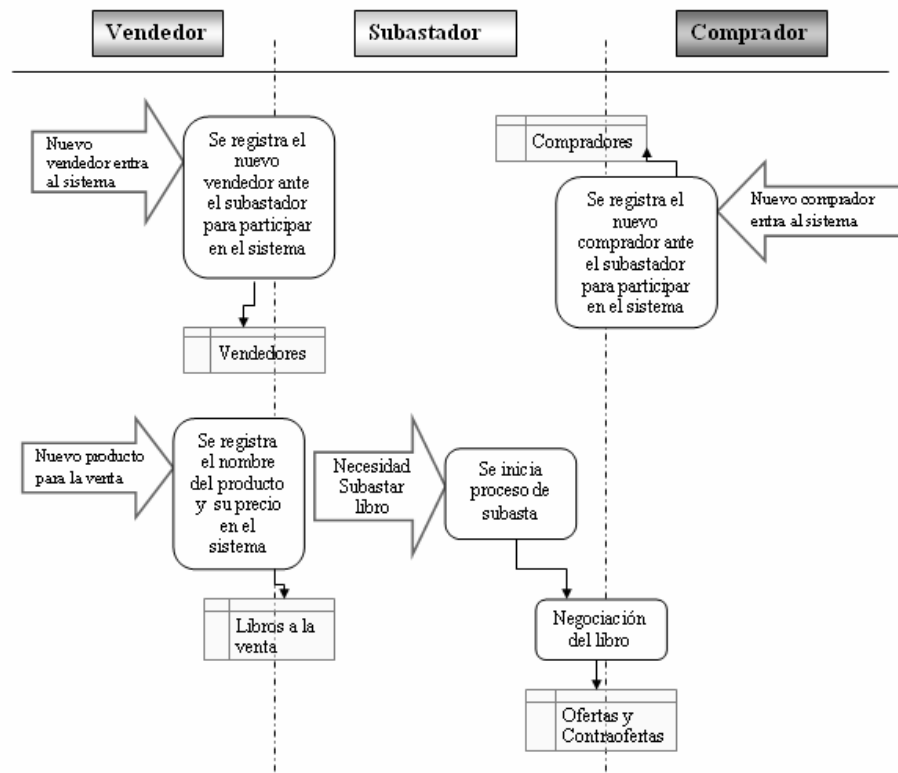 Vendedor
Subastador
Comprador
Nuevo
vendedor entra
al sistema
Se registra el
nuevo
vendedor ante
el subastador
para participar
en el sistema
Vendedores
Compradores
Se registra el
nuevo
comprador ante
el subastador
para participar
en el sistema
Nuevo comprador
entra al sistema
Nuevo producto
para la venta
Se registra
el nombre
del producto
y su precio
en el
sistema
Libros a la
venta
Necesidad
Subastar
libro
Se inicia
proceso de
subasta
Negociación
del libro
Ofertas y
Contraofertas